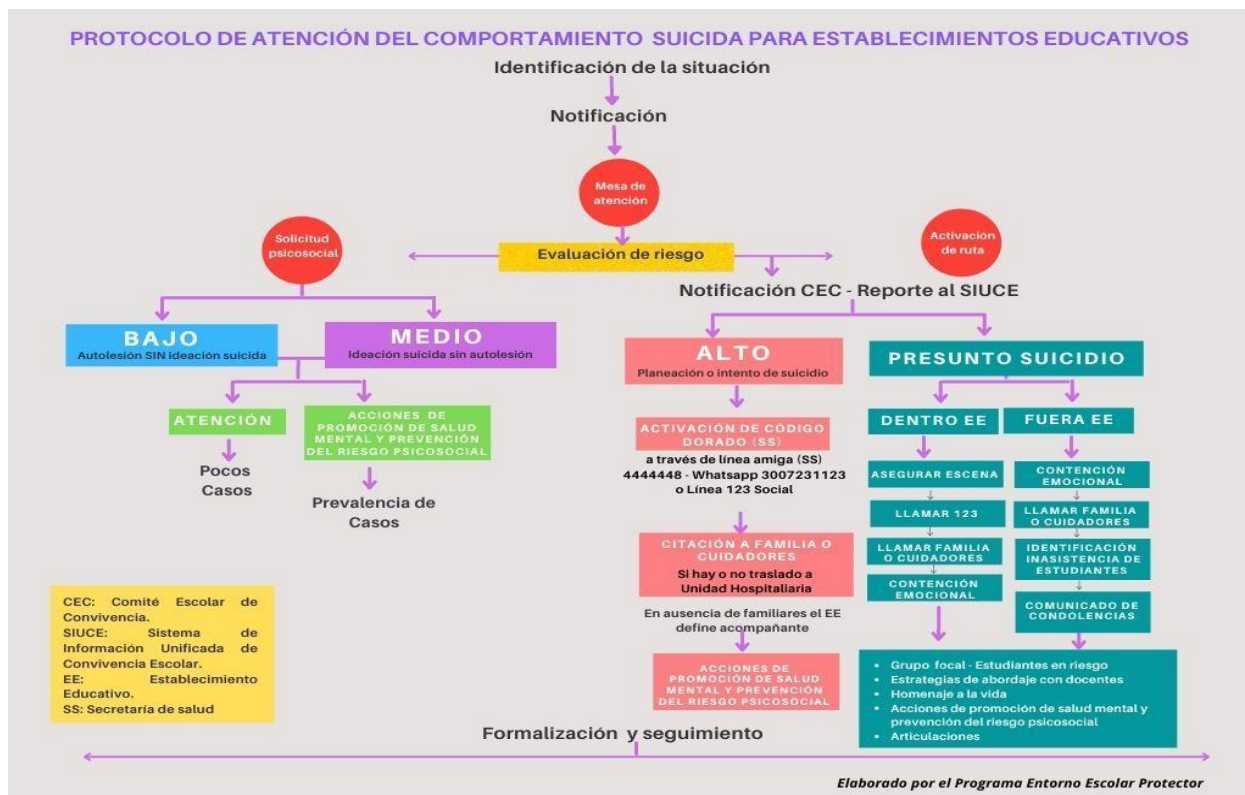 PROTOCOLO DE ATENCIÓN DEL COMPORTAMIENTO SUICIDA PARA ESTABLECIMIENTOS EDUCATIVOS
Identificación de la situación
Notificación
Mesa de
atención
Solicitud
psicosocial
Evaluación de riesgo
Activación
de ruta
Notificación CEC - Reporte al SIUCE
BAJO
Autolesión SIN ideación suicida
MEDIO
Ideación suicida sin autolesión
ATENCIÓN
Pocos
Casos
ACCIONES DE
PROMOCIÓN DE SALUD
MENTAL Y PREVENCIÓN
DEL RIESGO PSICOSOCIAL
Prevalencia de
Casos
ALTO
Planeación o intento de suicidio
ACTIVACIÓN DE CÓDIGO
DORADO (SS)
a través de línea amiga (SS)
4444448 - Whatsapp 3007231123
o Línea 123 Social
CITACIÓN A FAMILIA O
CUIDADORES
Si hay o no traslado a
Unidad Hospitaliaria
En ausencia de familiares el EE
define acompañante
ACCIONES DE
PROMOCIÓN DE SALUD
MENTAL Y PREVENCIÓN
DEL RIESGO PSICOSOCIAL
PRESUNTO SUICIDIO
DENTRO EE
ASEGURAR ESCENA
LLAMAR 123
LLAMAR FAMILIA
O CUIDADORES
CONTENCIÓN
EMOCIONAL
FUERA EE
CONTENCIÓN
EMOCIONAL
LLAMAR FAMILIA
O CUIDADORES
IDENTIFICACIÓN
INASISTENCIA DE
ESTUDIANTES
COMUNICADO DE
CONDOLENCIAS
• Grupo focal - Estudiantes en riesgo
• Estrategias de abordaje con docentes
• Homenaje a la vida
• Acciones de promoción de salud mental y
prevención del riesgo psicosocial
• Articulaciones
CEC: Comité Escolar de
Convivencia.
SIUCE: Sistema de
Información Unificada de
Convivencia Escolar.
EE: Establecimiento
Educativo.
SS: Secretaría de salud
Formalización y seguimiento
Elaborado por el Programa Entorno Escolar Protector